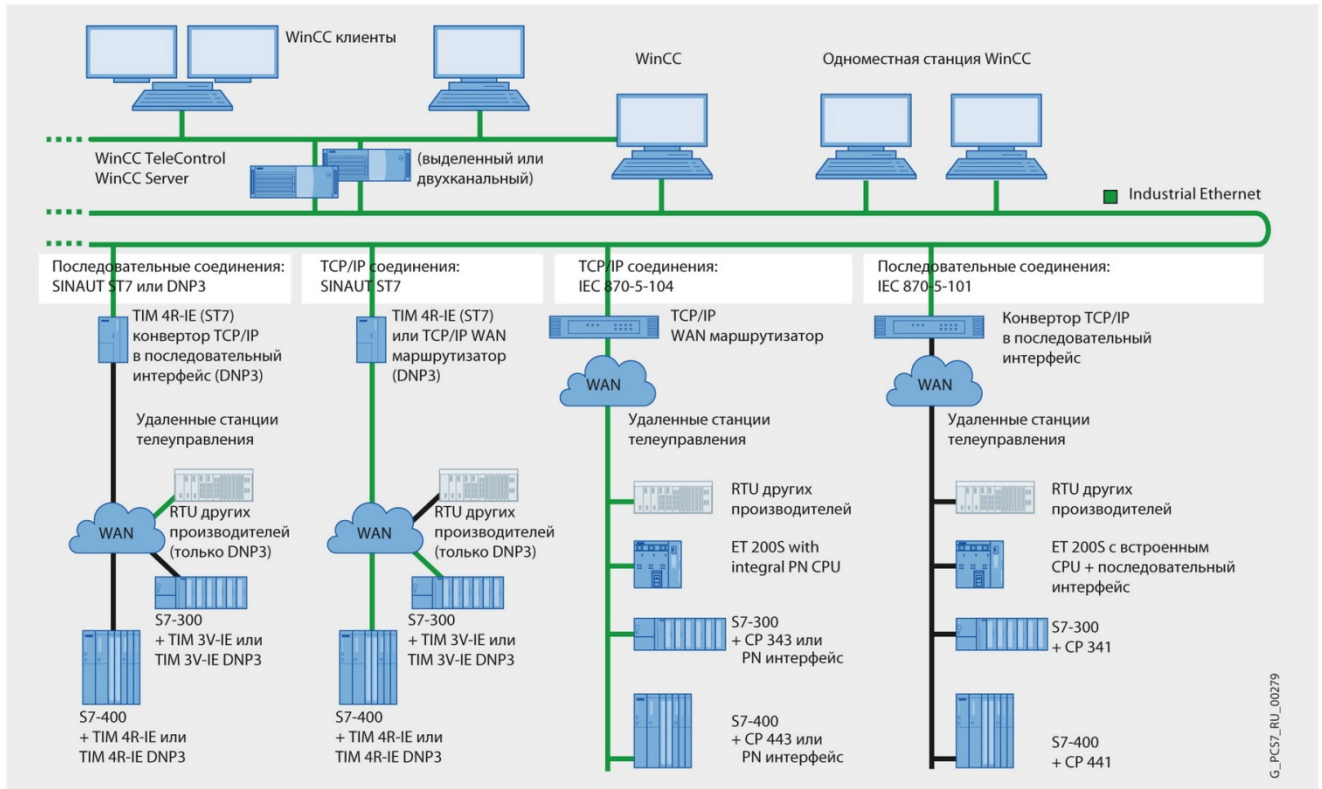 WinCC клиенты
WinCC
Одноместная станция WinCC
WinCC TeleControl
WinCC Server
(выделенный или
двухканальный)
Industrial Ethernet
Последовательные соединения:
SINAUT ST7 или DNP3
TCP/IP соединения:
SINAUT ST7
TCP/IP соединения:
IEC 870-5-104
Последовательные соединения:
IEC 870-5-101
TIM 4R-IE (ST7)
конвертор TCP/IP
в последовательный
интерфейс (DNP3)
TIM 4R-IE (ST7)
или TCP/IP WAN
маршрутизатор
(DNP3)
TCP/IP
WAN маршрутизатор
Конвертор TCP/IP
в последовательный
интерфейс
WAN
WAN
Удаленные станции
телеуправления
Удаленные станции
телеуправления
Удаленные станции
телеуправления
WAN
RTU других
производителей
(только DNP3)
WAN
RTU других
производителей
(только DNP3)
RTU других
производителей
RTU других
производителей
ET 200S with
integral PN CPU
ET 200S с встроенным
CPU + последовательный
интерфейс
S7-300
+ TIM 3V-IE или
TIM 3V-IE DNP3
S7-300
+ TIM 3V-IE или
TIM 3V-IE DNP3
S7-300
+ CP 343 или
PN интерфейс
S7-300
+ CP 341
S7-400
+ TIM 4R-IE или
TIM 4R-IE DNP3
S7-400
+ TIM 4R-IE или
TIM 4R-IE DNP3
S7-400
+ CP 443 или
PN интерфейс
S7-400
+ CP 441
G_PCS7_RU_00279